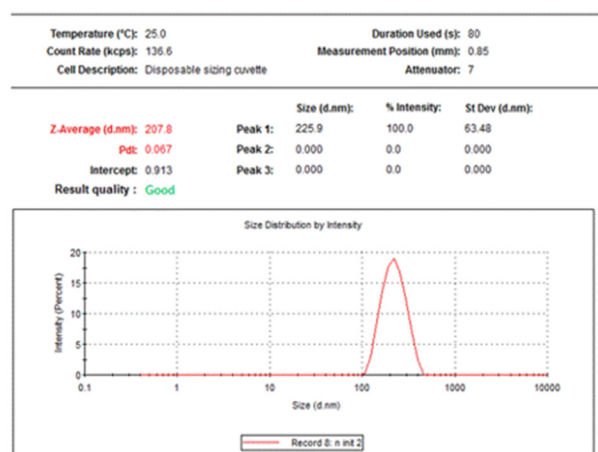 Temperature (°C): 25.0 Duration Used (s): 80
Count Rate (kcps): 136.6 Measurement Position (mm): 0.85
Cell Description: Disposable sizing cuvette Attenuator: 7
Size (d.nm): % Intensity: St Dev (d.nm):
Z-Average (d.nm): 207.8 Peak 1: 225.9 100.0 63.48
PdI: 0.067 Peak 2: 0.000 0.0 0.000
Intercept: 0.913 Peak 3: 0.000 0.0 0.000
Result quality : Good
Size Distribution by Intensity
Intensity (Percent)
20
15
10
5
0
0.1 1 10 100 1000 10000
Size (d.nm)
Record 8: n init 2